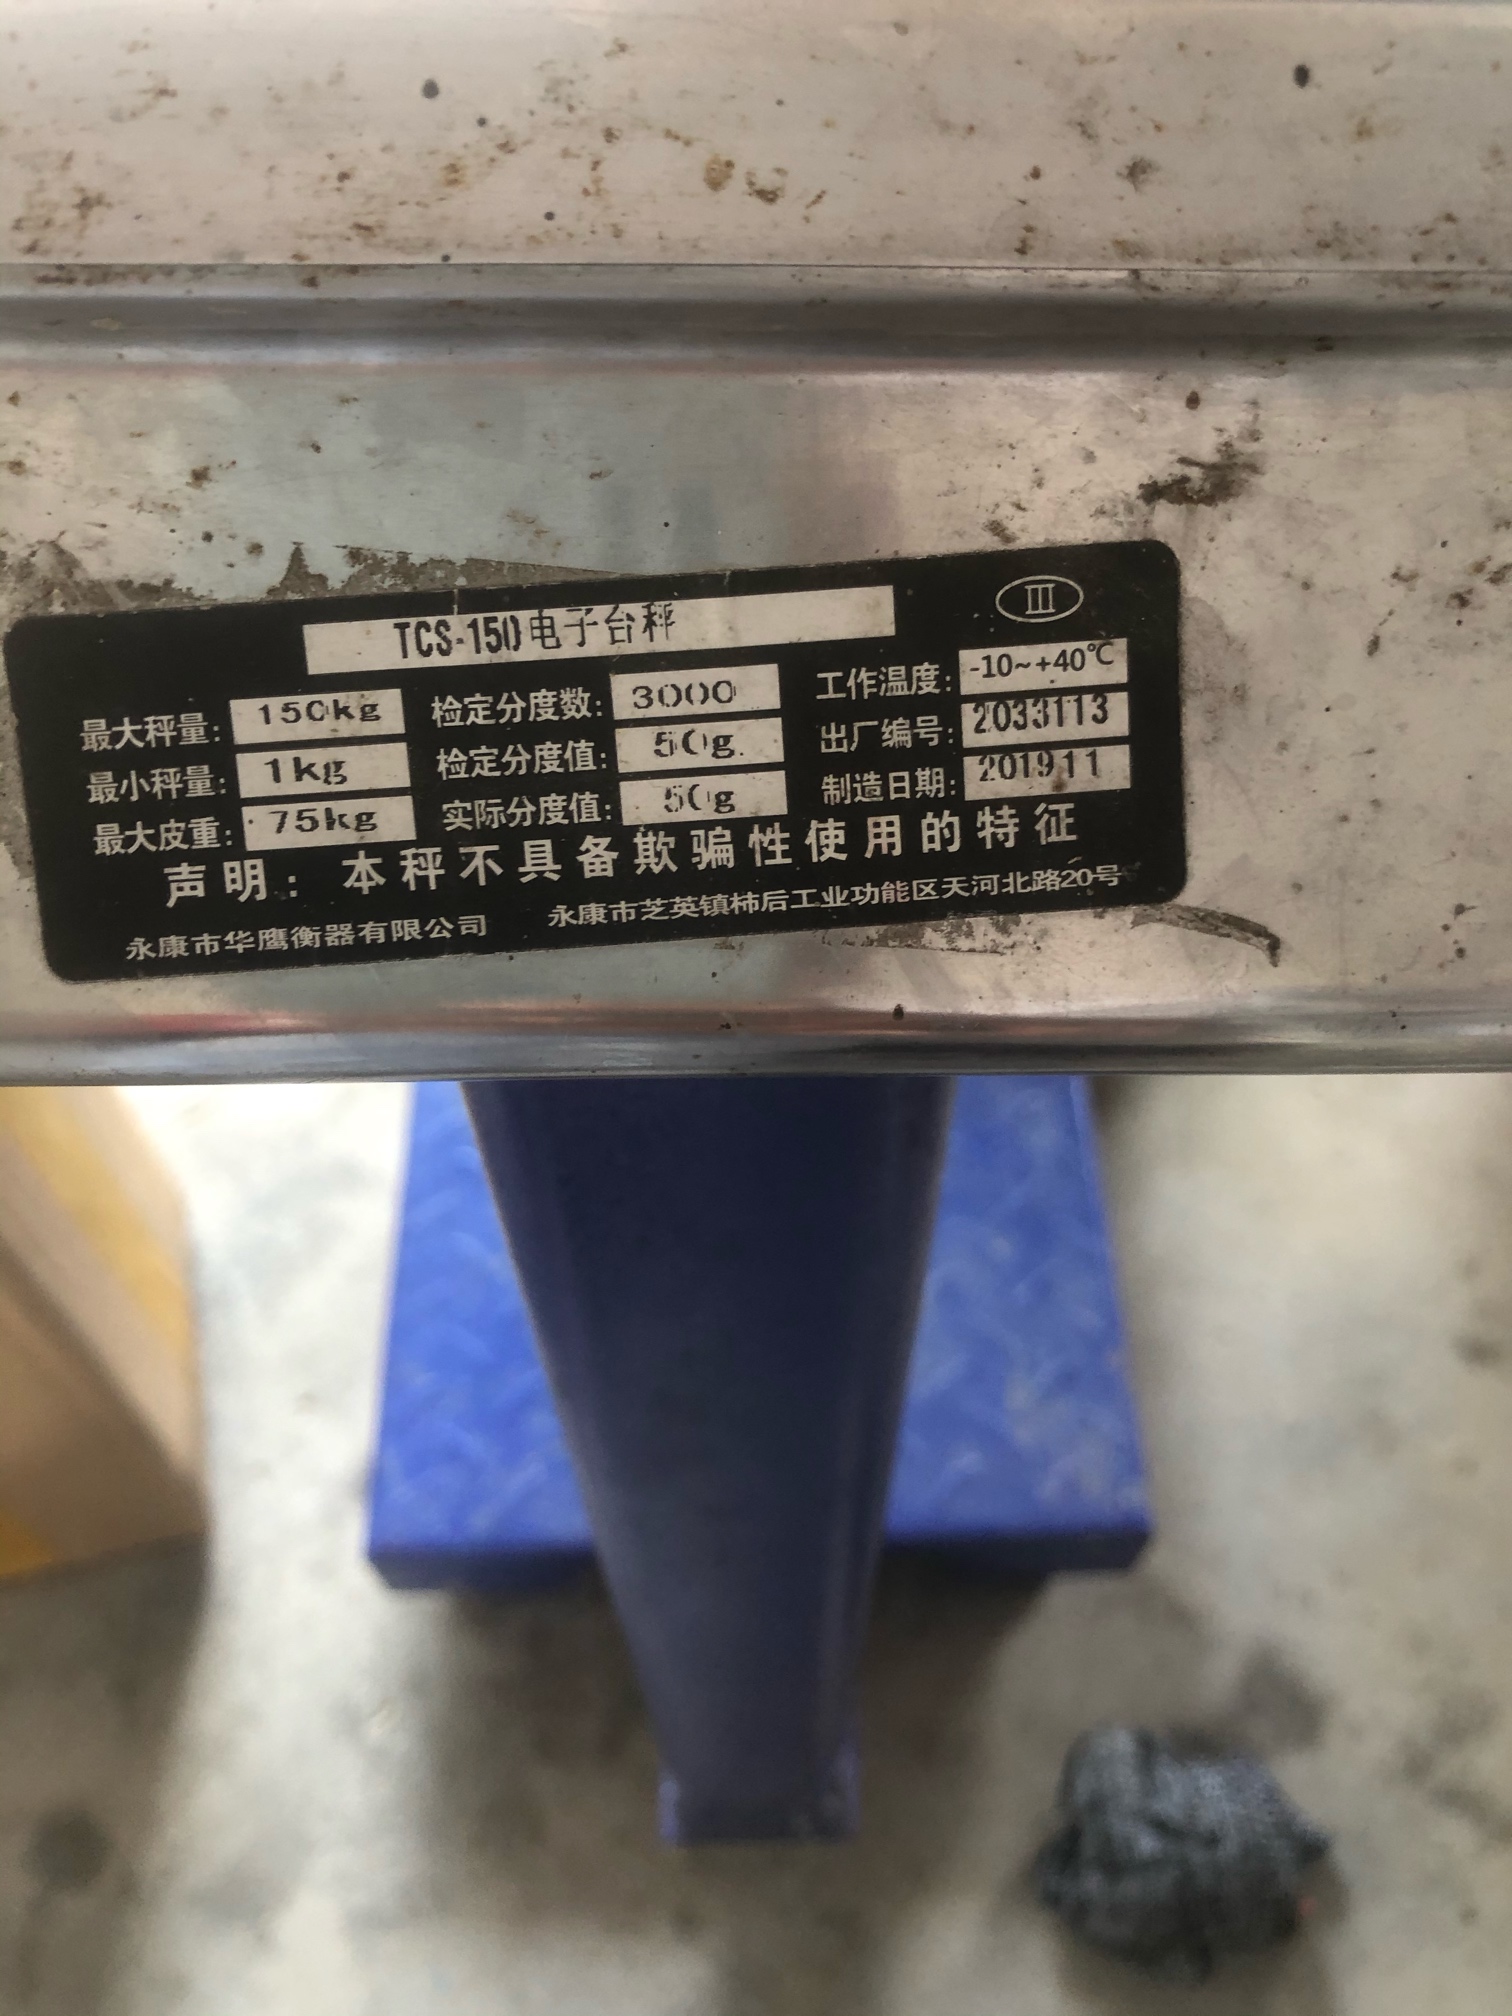 TCS-150电子台秤
III
最大秤量: 150kg 检定分度数: 3000 工作温度: -10~+40℃
最小秤量: 1kg 检定分度值: 50g 出厂编号: 2033113
最大皮重: 75kg 实际分度值: 50g 制造日期: 201911
声明: 本秤不具备欺骗性使用的特征
永康市华鹰衡器有限公司 永康市芝英镇柿后工业功能区天河北路20号